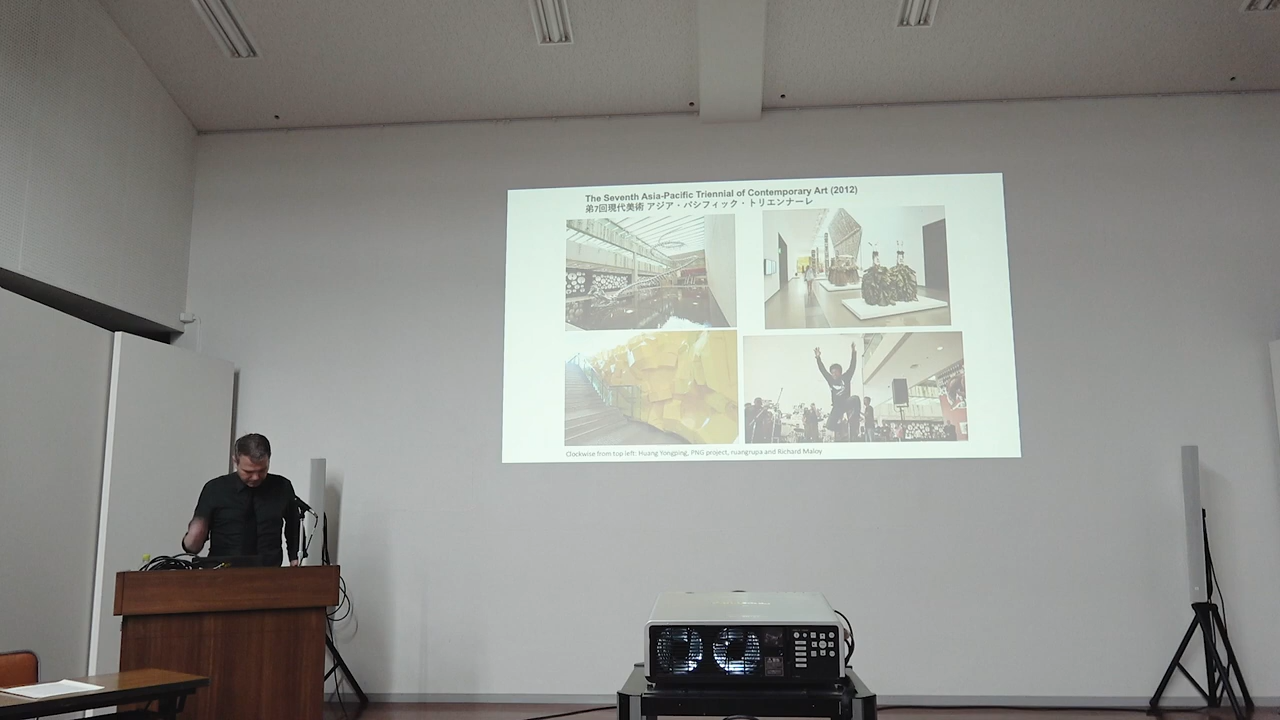 The Seventh Asia-Pacific Triennial of Contemporary Art (2012)
第7回現代美術 アジア・パシフィック・トリエンナーレ
Clockwise from top left: Huang Yongping, PNG project, ruangrupa and Richard Maloy